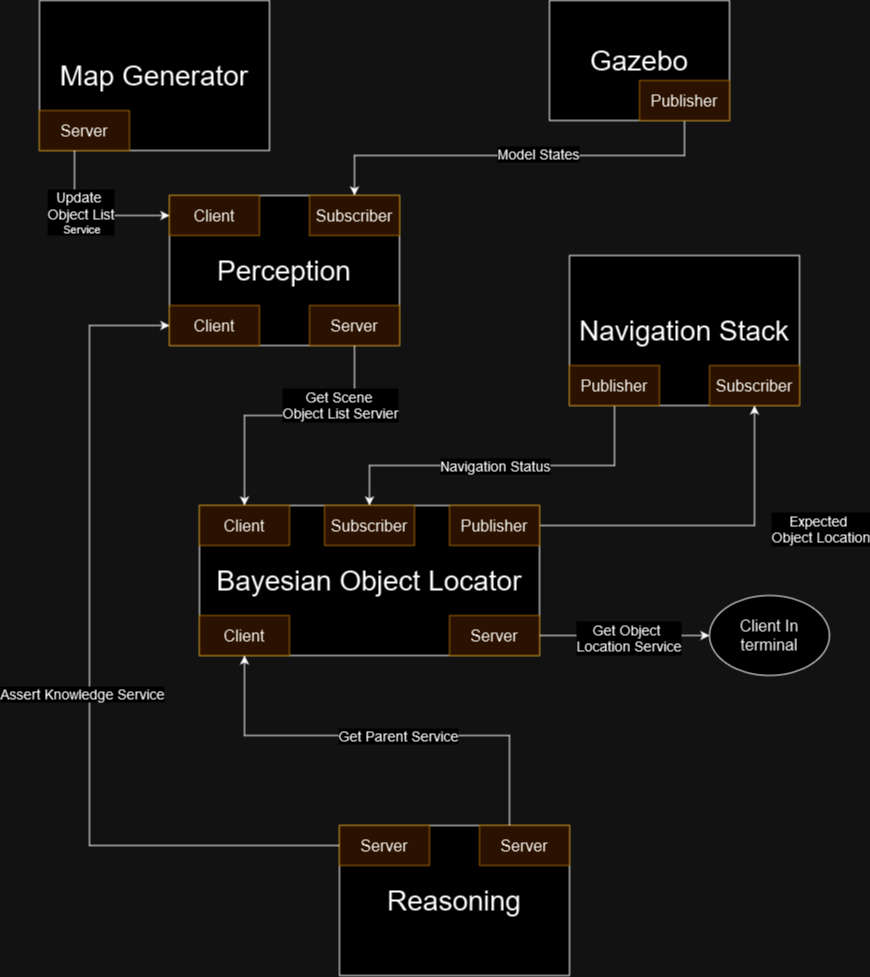 Map Generator
Server
Gazebo
Publisher
Model States
Update
Object List
Service
Client
Subscriber
Perception
Client
Server
Navigation Stack
Publisher
Subscriber
Get Scene
Object List Servier
Navigation Status
Client
Subscriber
Publisher
Expected
Object Location
Bayesian Object Locator
Client
Server
Get Object
Location Service
Client In
terminal
Assert Knowledge Service
Get Parent Service
Server
Server
Reasoning